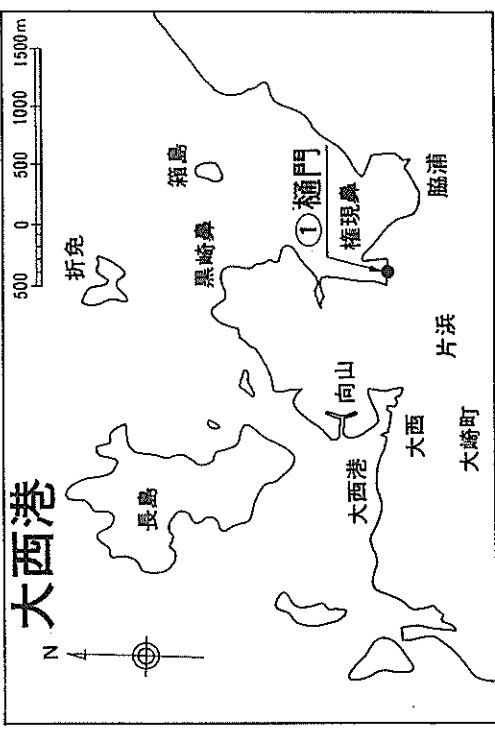 大西港
N
500 0 500 1000 1500m
折免
箱島
黒崎鼻
長島
①樋門
権現鼻
向山
脇浦
片浜
大西港
大西
大崎町